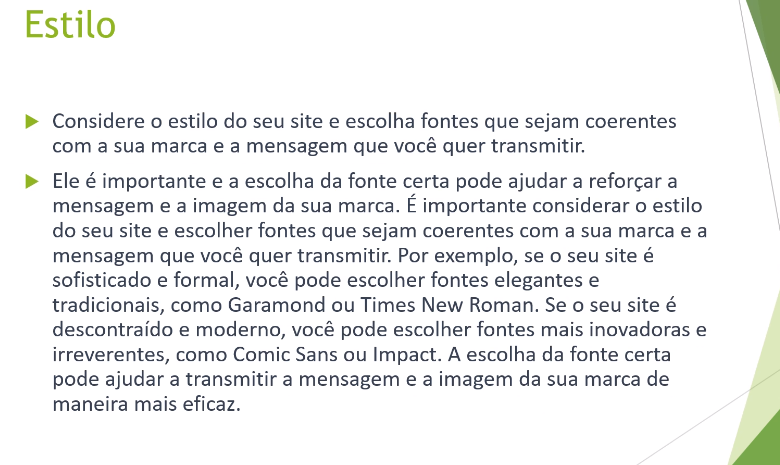 Estilo
Considere o estilo do seu site e escolha fontes que sejam coerentes
com a sua marca e a mensagem que você quer transmitir.
Ele é importante e a escolha da fonte certa pode ajudar a reforçar a
mensagem e a imagem da sua marca. É importante considerar o estilo
do seu site e escolher fontes que sejam coerentes com a sua marca e a
mensagem que você quer transmitir. Por exemplo, se o seu site é
sofisticado e formal, você pode escolher fontes elegantes e
tradicionais, como Garamond ou Times New Roman. Se o seu site é
descontraído e moderno, você pode escolher fontes mais inovadoras e
irreverentes, como Comic Sans ou Impact. A escolha da fonte certa
pode ajudar a transmitir a mensagem e a imagem da sua marca de
maneira mais eficaz.